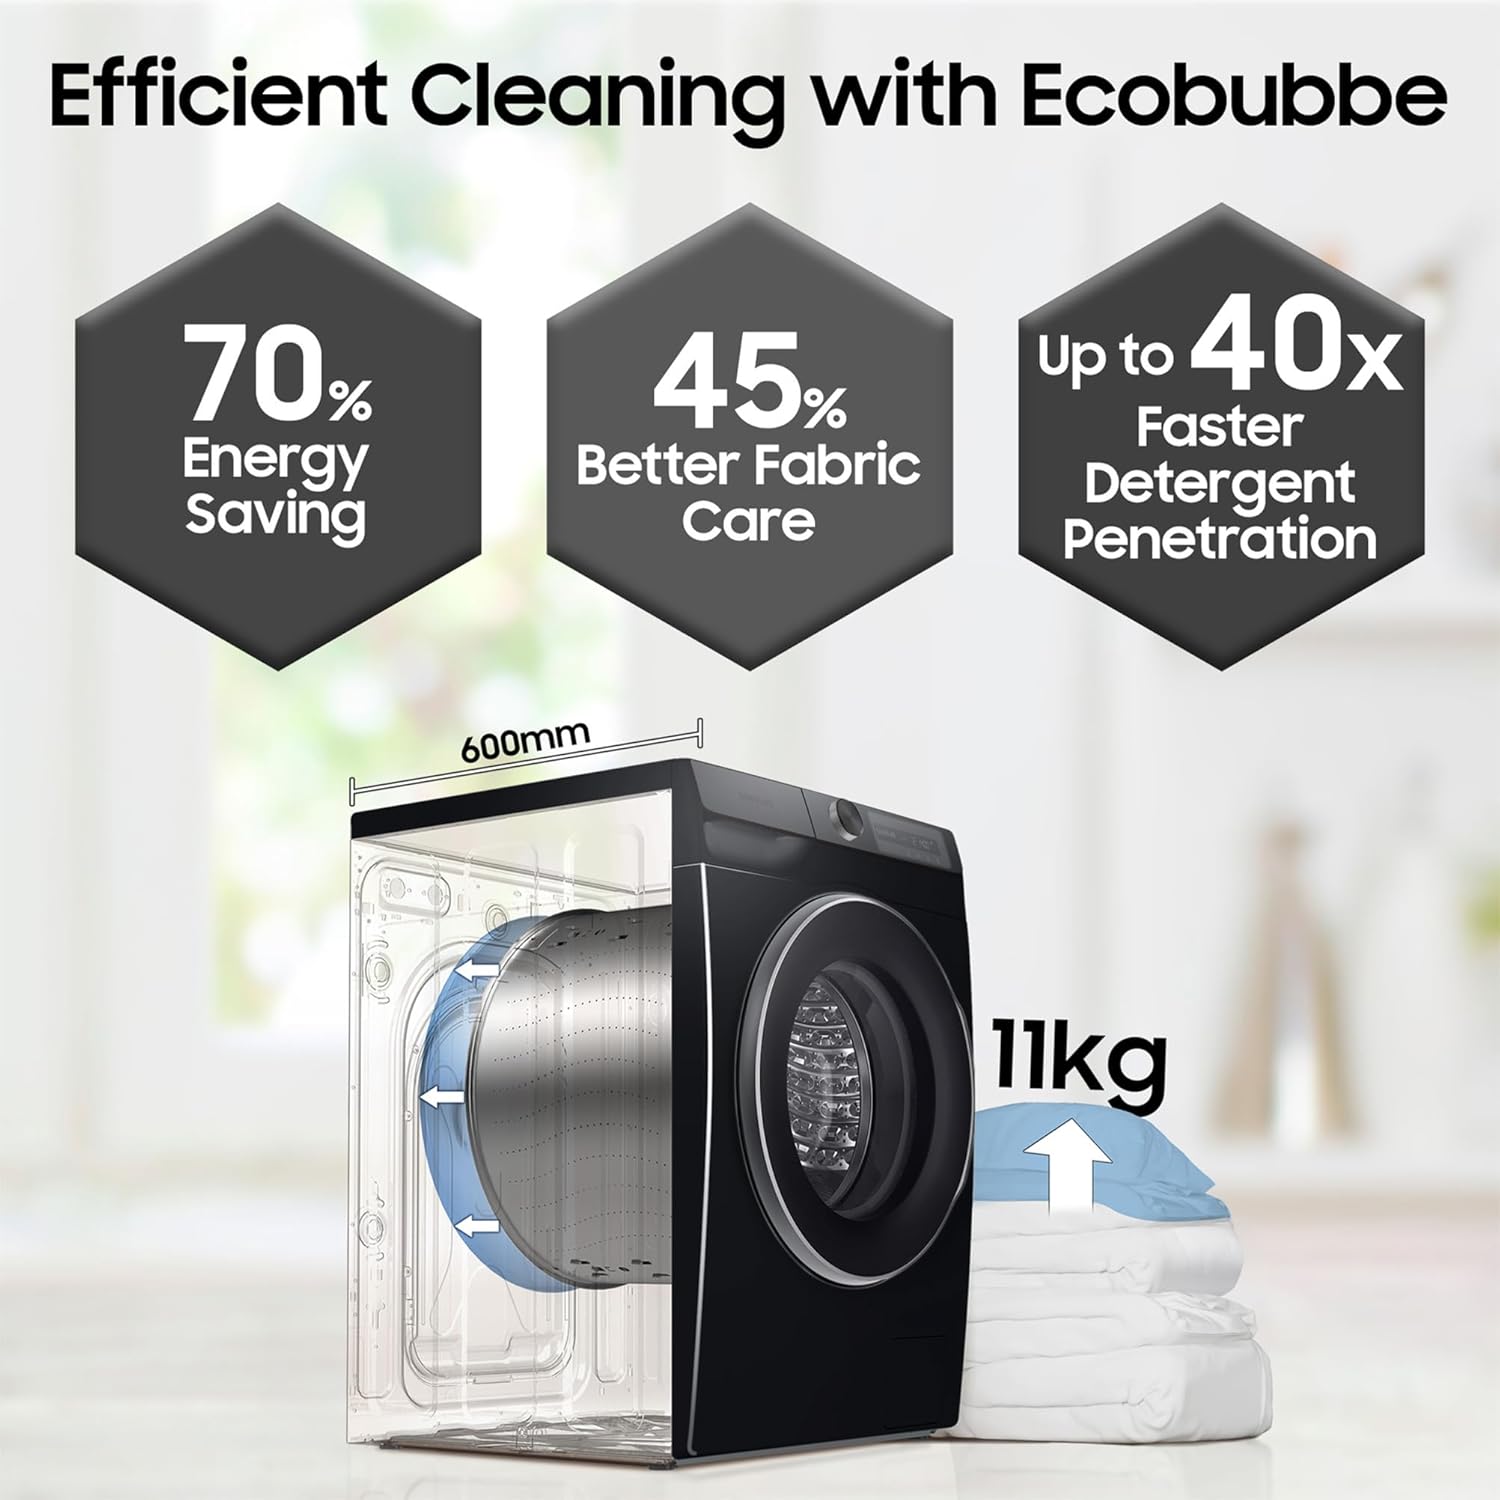 Efficient Cleaning with Ecobubbe
70%
Energy
Saving
45%
Better Fabric
Care
Up to 40x
Faster
Detergent
Penetration
600mm
11kg